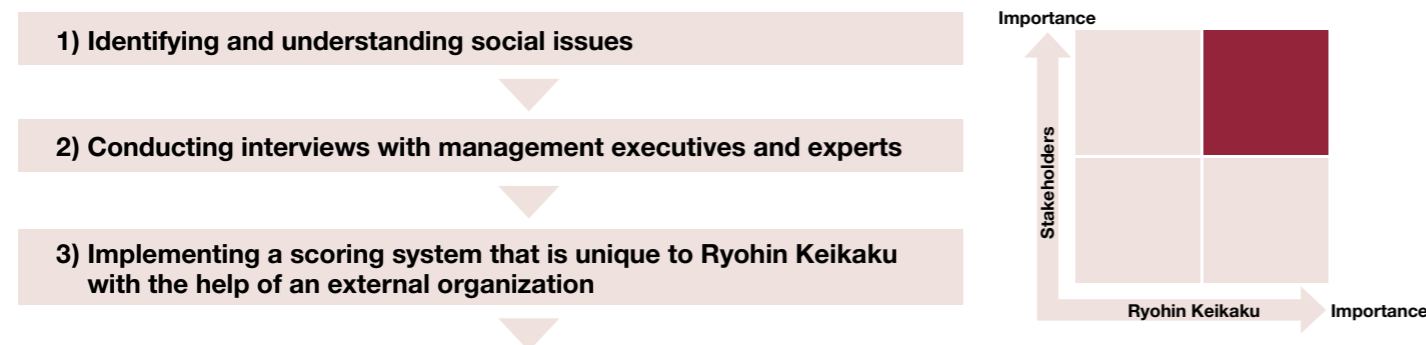 1) Identifying and understanding social issues
2) Conducting interviews with management executives and experts
3) Implementing a scoring system that is unique to Ryohin Keikaku
with the help of an external organization
Importance
Stakeholders
Ryohin Keikaku
Importance